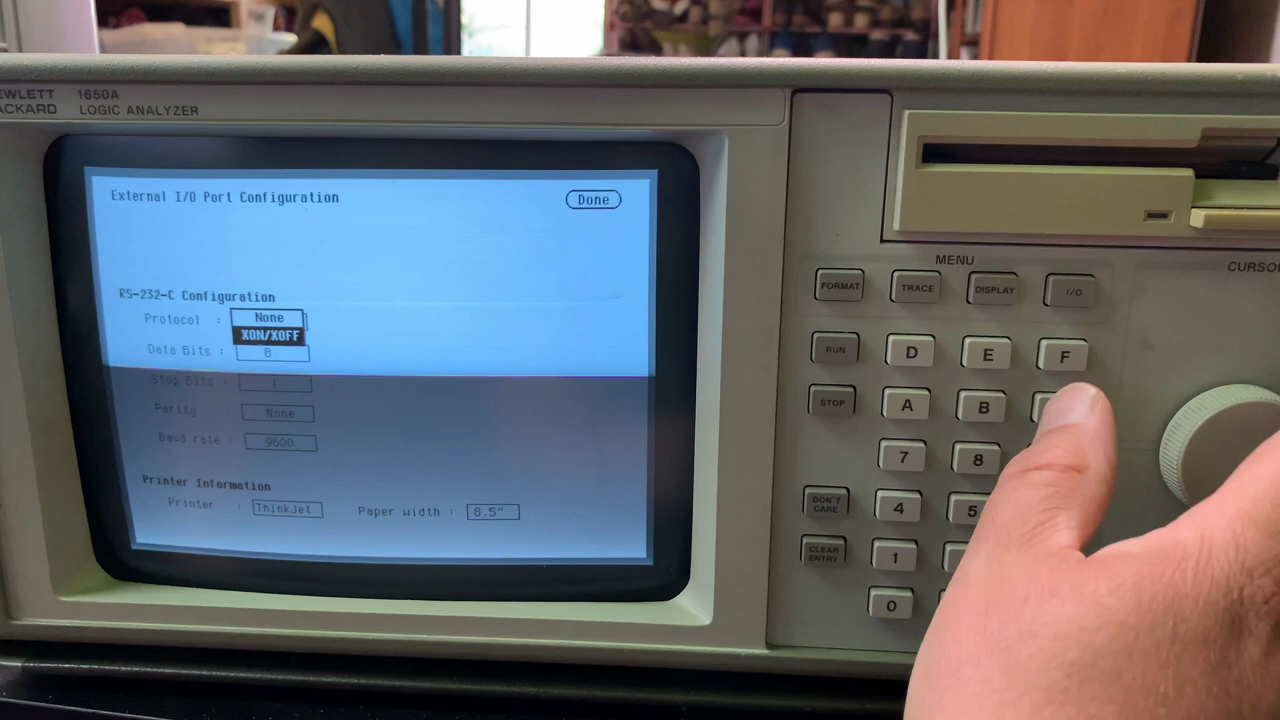 EWLETT 1650A
ACKARD LOGIC ANALYZER
External I/O Port Configuration
Done
RS-232-C Configuration
Protocol : None
XON/XOFF
Data Bits : 8
Stop Bits : 1
Parity : None
Baud rate : 9600
Printer Information
Printer : ThinkJet Paper width : 8.5"
MENU
CURSO
FORMAT TRACE DISPLAY I/O
RUN D E F
STOP A B
7 8
DON'T CARE 4 5
CLEAR ENTRY 1
0